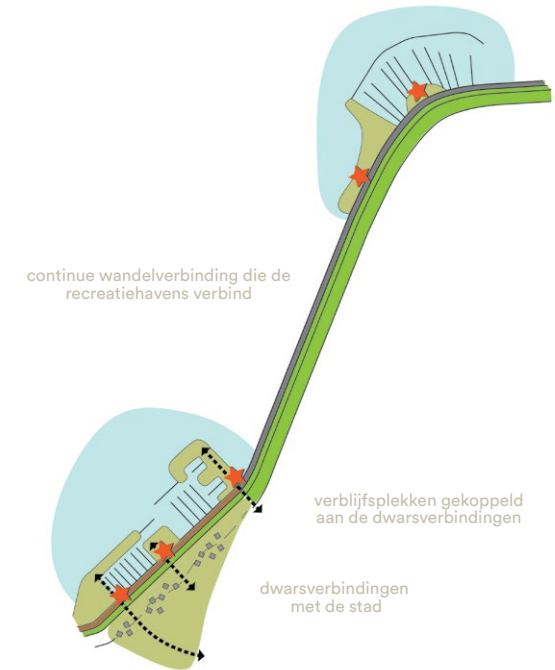 continue wandelverbinding die de
recreatiehavens verbind
verblijfsplekken gekoppeld
aan de dwarsverbindingen
dwarsverbindingen
met de stad